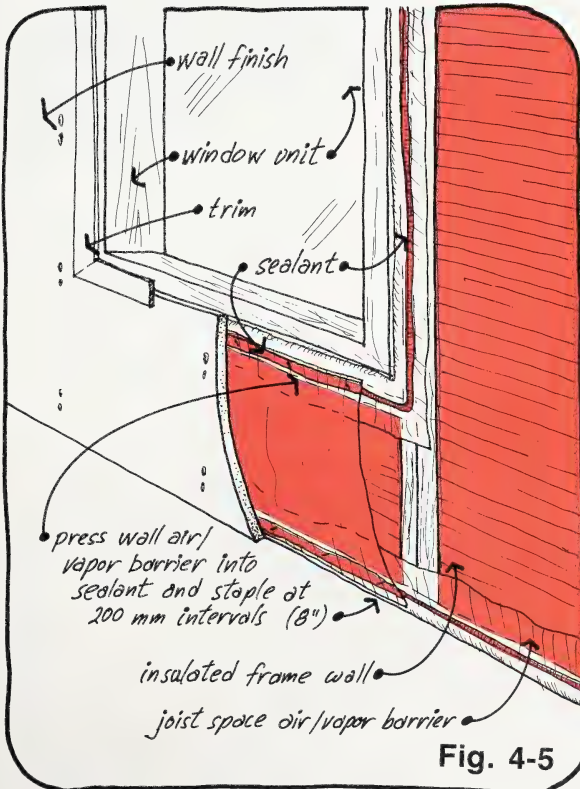 wall finish
window unit
trim
sealant
press wall air/
vapor barrier into
sealant and staple at
200 mm intervals (8")
insulated frame wall
joist space air/vapor barrier
Fig. 4-5